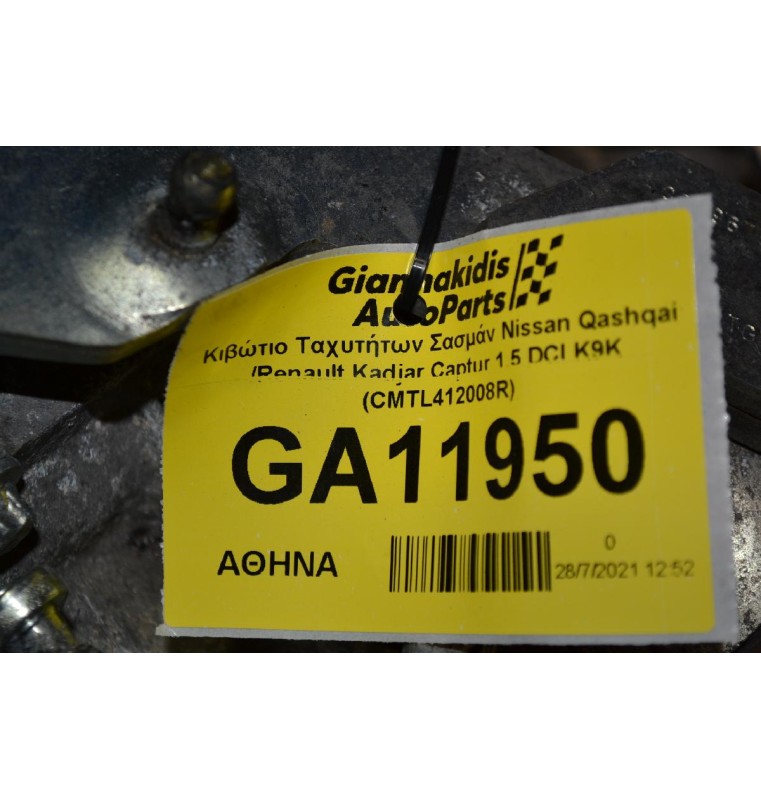 Giannakidis
AutoParts
Κιβώτιο Ταχυτήτων Σασμάν Nissan Qashqai
/Renault Kadjar Captur 1.5 DCI K9K
(CMTL412008R)
GA11950
ΑΘΗΝΑ
0
28/7/2021 12:52